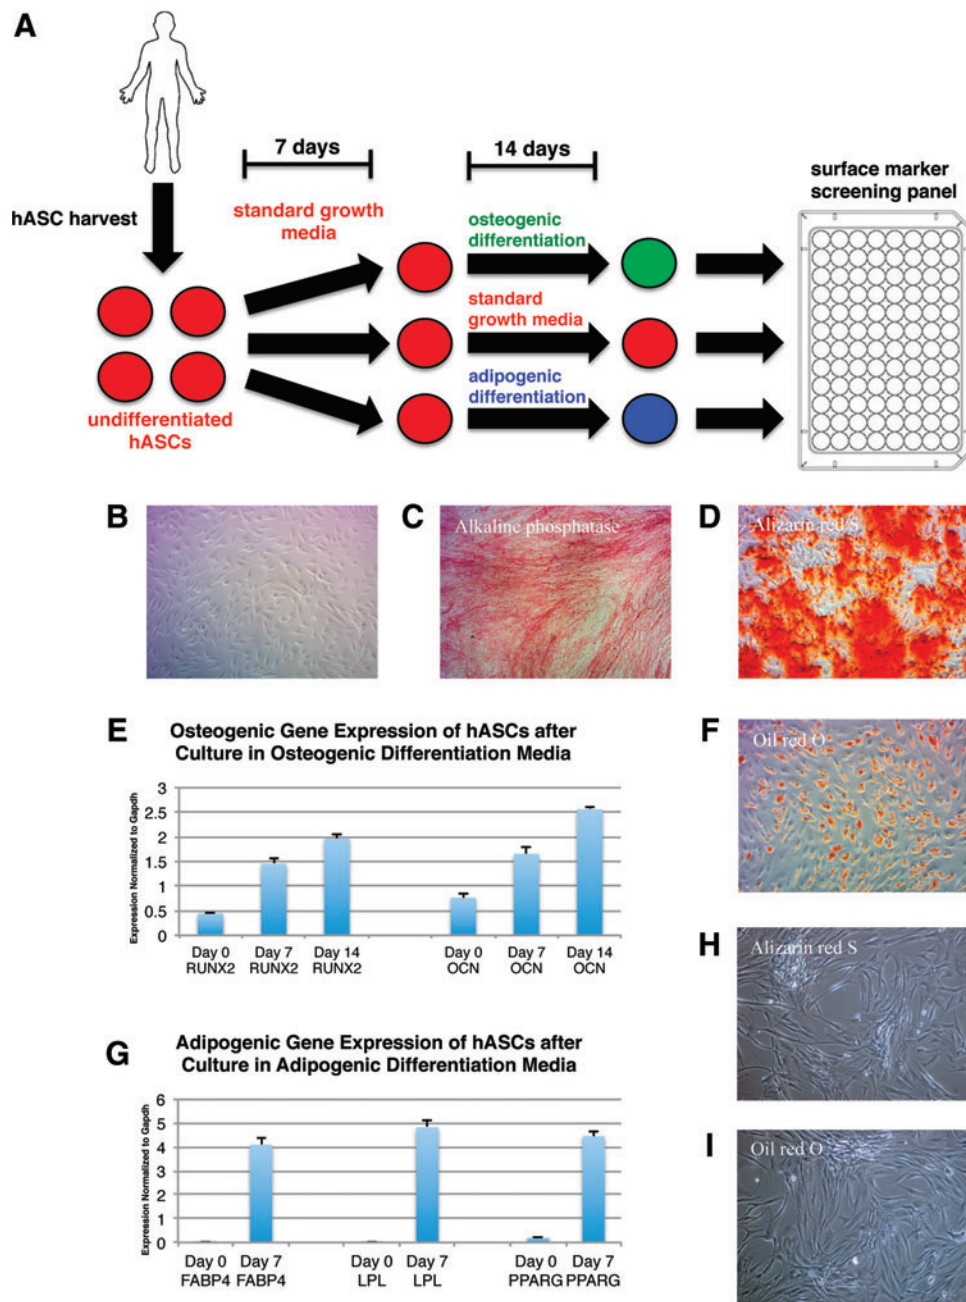 A
7 days
14 days
surface marker
screening panel
hASC harvest
standard growth
media
osteogenic
differentiation
standard
growth media
adipogenic
differentiation
undifferentiated
hASCs
B
C
Alkaline phosphatase
D
Alizarin red S
E
Osteogenic Gene Expression of hASCs after
Culture in Osteogenic Differentiation Media
Expression Normalized to Gapdh
3
2.5
2
1.5
1
0.5
0
Day 0 Day 7 Day 14 Day 0 Day 7 Day 14
RUNX2 RUNX2 RUNX2 OCN OCN OCN
F
Oil red O
G
Adipogenic Gene Expression of hASCs after
Culture in Adipogenic Differentiation Media
Expression Normalized to Gapdh
6
5
4
3
2
1
0
Day 0 Day 7 Day 0 Day 7 Day 0 Day 7
FABP4 FABP4 LPL LPL PPARG PPARG
H
Alizarin red S
I
Oil red O